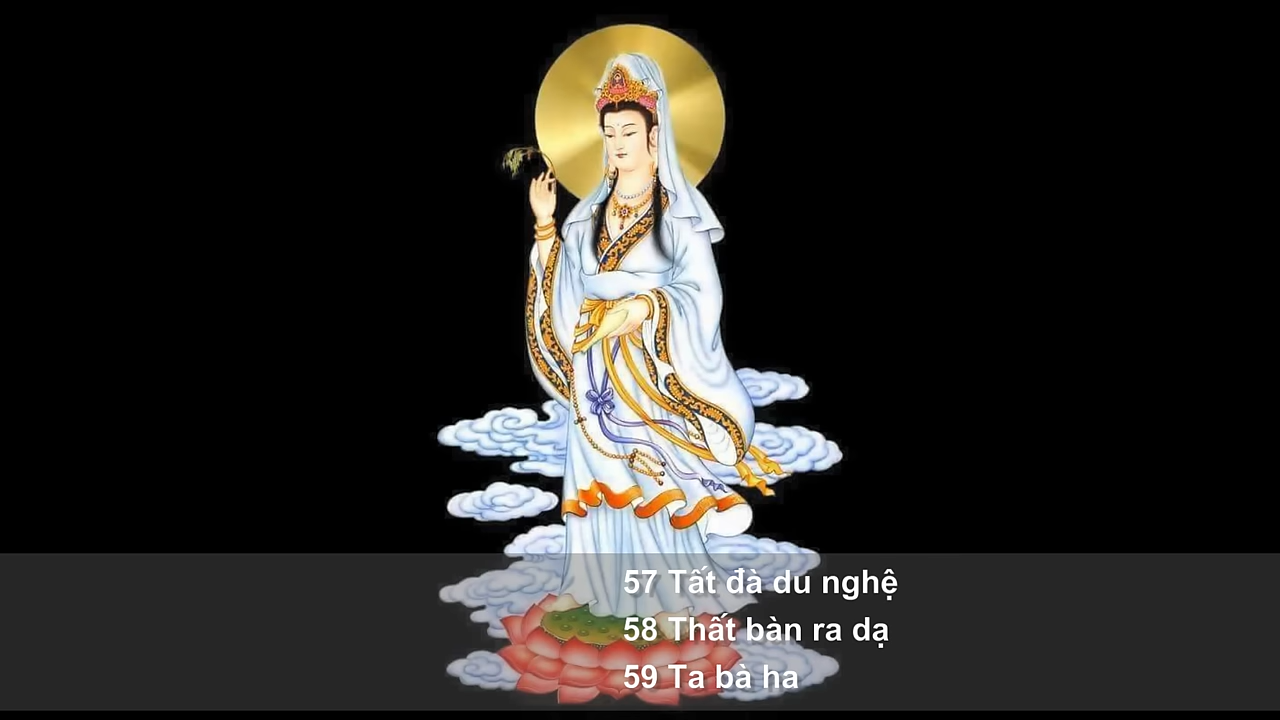 57 Tất đà du nghệ
58 Thất bàn ra dạ
59 Ta bà ha